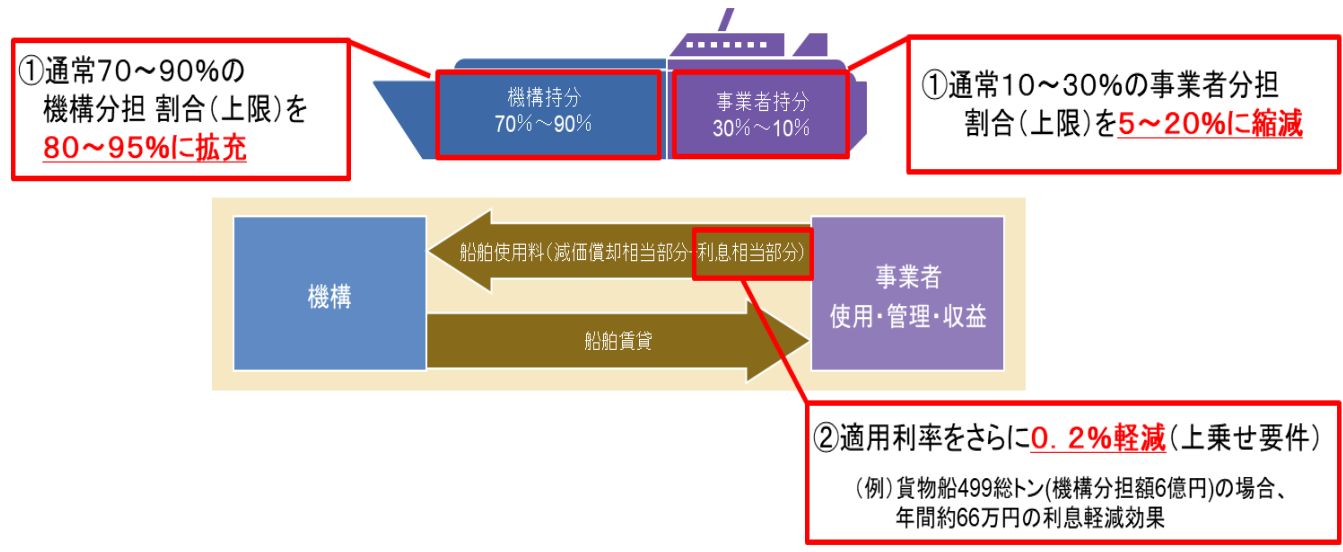 ①通常70～90%の
機構分担 割合(上限)を
80～95%に拡充
機構持分
70%～90%
事業者持分
30%～10%
①通常10～30%の事業者分担
割合(上限)を5～20%に縮減
船舶使用料(減価償却相当部分+利息相当部分)
機構
事業者
使用・管理・収益
船舶賃貸
②適用利率をさらに0．2%軽減(上乗せ要件)
(例)貨物船499総トン(機構分担額6億円)の場合、
年間約66万円の利息軽減効果